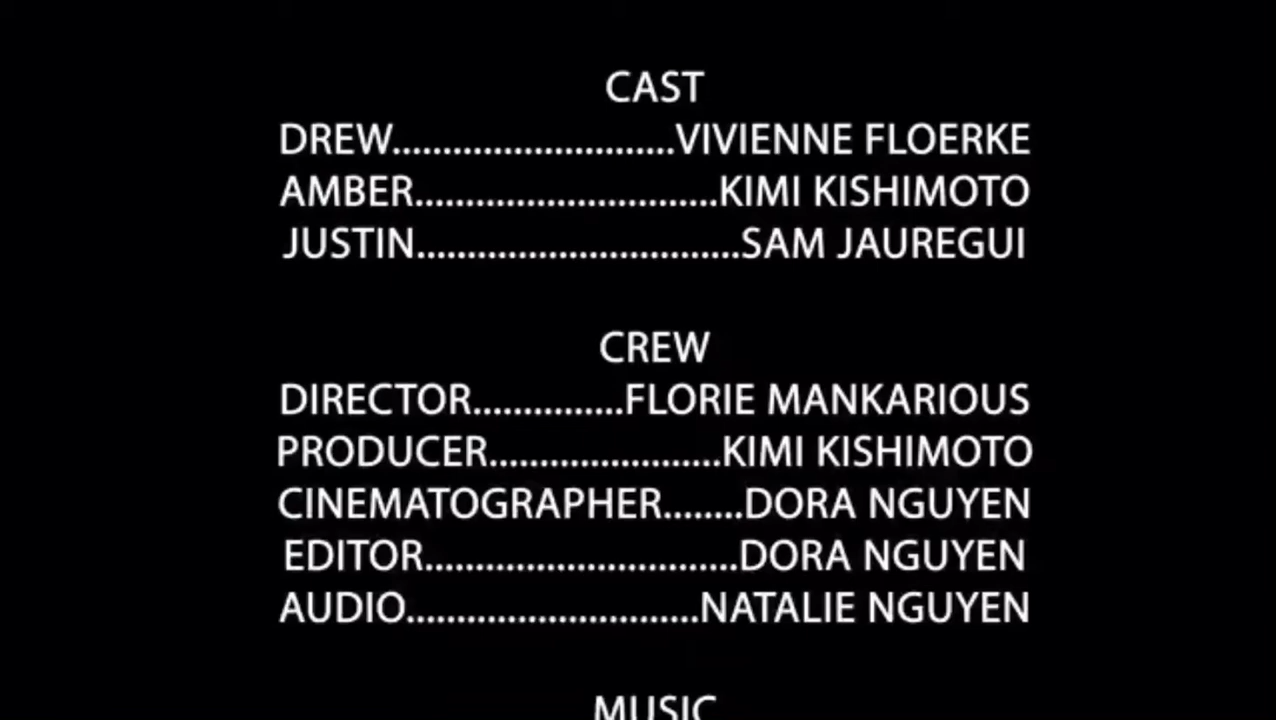 CAST
DREW............................VIVIENNE FLOERKE
AMBER..............................KIMI KISHIMOTO
JUSTIN................................SAM JAUREGUI
CREW
DIRECTOR...............FLORIE MANKARIOUS
PRODUCER.......................KIMI KISHIMOTO
CINEMATOGRAPHER........DORA NGUYEN
EDITOR...............................DORA NGUYEN
AUDIO.............................NATALIE NGUYEN
MUSIC